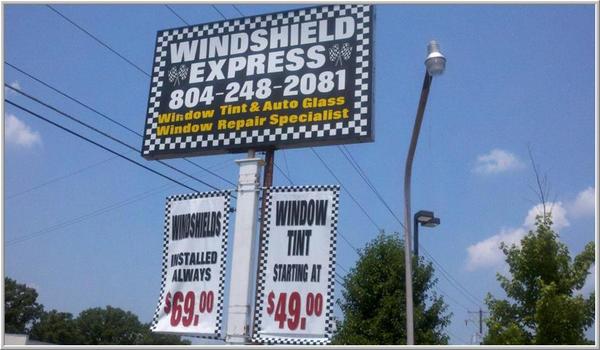 WINDSHIELD
EXPRESS
804-248-2081
Window Tint & Auto Glass
Window Repair Specialist
WINDSHIELDS
INSTALLED
ALWAYS
$69.00
WINDOW
TINT
STARTING AT
$49.00